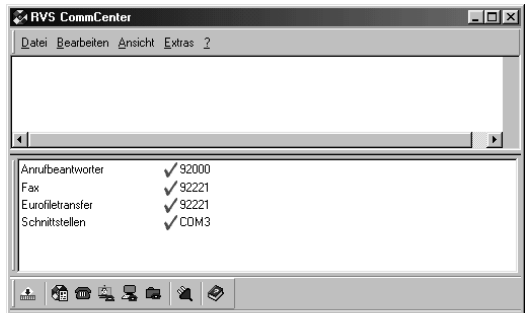 RVS CommCenter
Datei Bearbeiten Ansicht Extras ?
Anrufbeantworter 92000
Fax 92221
Eurofiletransfer 92221
Schnittstellen COM3